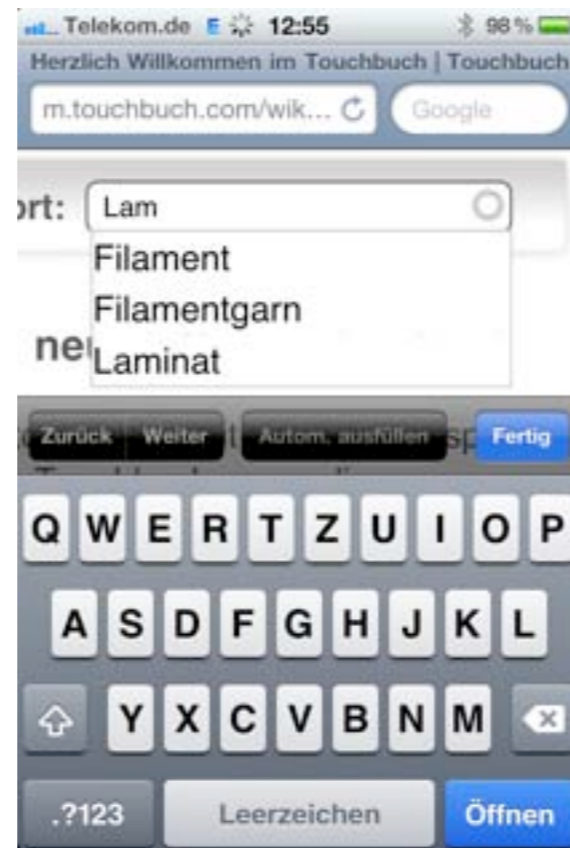 Telekom.de E 12:55 98 %
Herzlich Willkommen im Touchbuch | Touchbuch
m.touchbuch.com/wik... Google
ort: Lam
Filament
Filamentgarn
Laminat
Zurück Weiter Autom. ausfüllen Fertig
Q W E R T Z U I O P
A S D F G H J K L
Y X C V B N M
.?123 Leerzeichen Öffnen